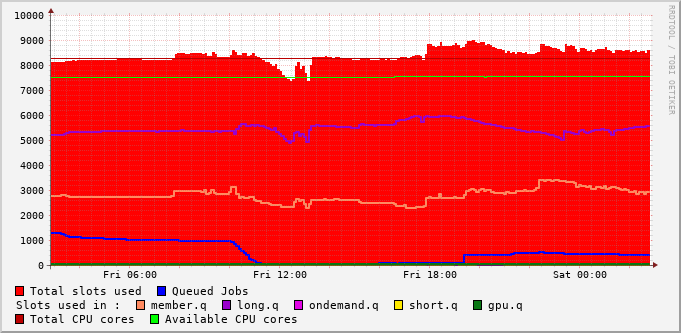 10000
9000
8000
7000
6000
5000
4000
3000
2000
1000
0
Fri 06:00 Fri 12:00 Fri 18:00 Sat 00:00
Total slots used Queued Jobs
Slots used in : member.q long.q ondemand.q short.q gpu.q
Total CPU cores Available CPU cores
RRDTOOL / TOBI OETIKER